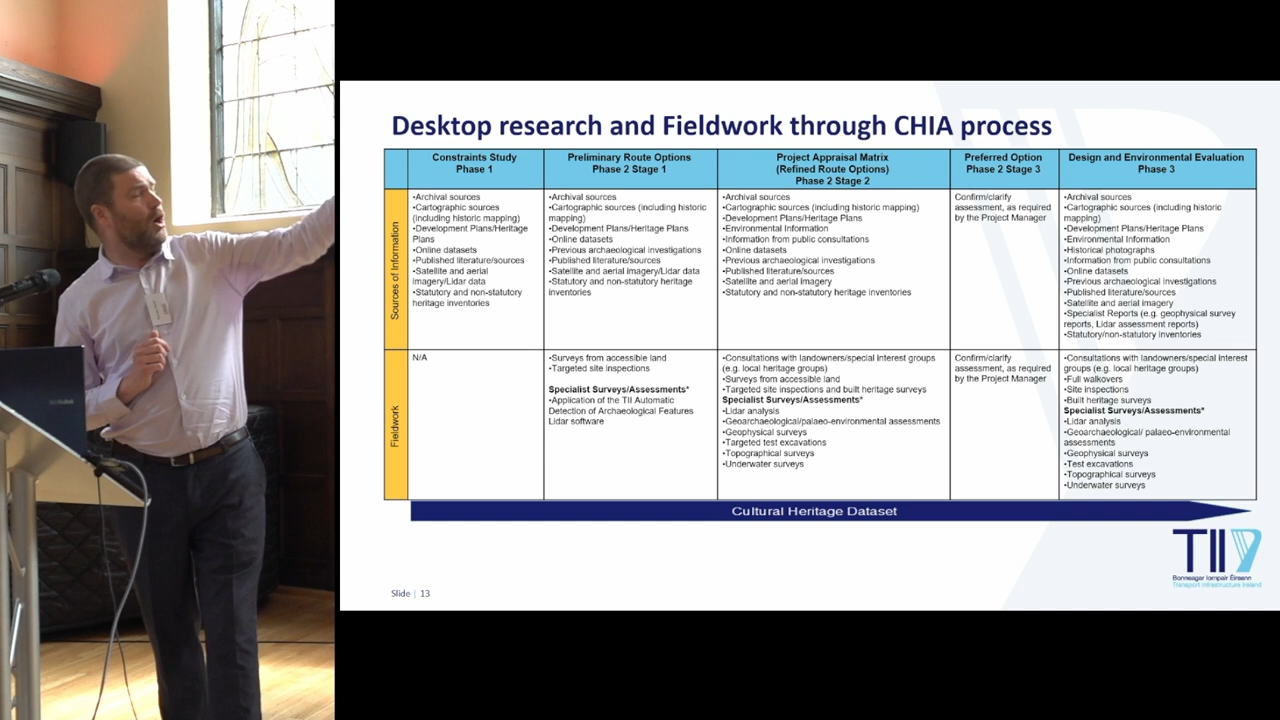 Desktop research and Fieldwork through CHIA process
Constraints Study
Phase 1
Preliminary Route Options
Phase 2 Stage 1
Project Appraisal Matrix
(Refined Route Options)
Phase 2 Stage 2
Preferred Option
Phase 2 Stage 3
Design and Environmental Evaluation
Phase 3
Sources of Information
•Archival sources
•Cartographic sources
(including historic mapping)
•Development Plans/Heritage
Plans
•Online datasets
•Published literature/sources
•Satellite and aerial
imagery/Lidar data
•Statutory and non-statutory
heritage inventories
•Archival sources
•Cartographic sources (including historic
mapping)
•Development Plans/Heritage Plans
•Online datasets
•Previous archaeological investigations
•Published literature/sources
•Satellite and aerial imagery/Lidar data
•Statutory and non-statutory heritage
inventories
•Archival sources
•Cartographic sources (including historic mapping)
•Development Plans/Heritage Plans
•Environmental Information
•Information from public consultations
•Online datasets
•Previous archaeological investigations
•Published literature/sources
•Satellite and aerial imagery
•Statutory and non-statutory heritage inventories
Confirm/clarify
assessment, as required
by the Project Manager
•Archival sources
•Cartographic sources (including historic
mapping)
•Development Plans/Heritage Plans
•Environmental Information
•Historical photographs
•Information from public consultations
•Online datasets
•Previous archaeological investigations
•Published literature/sources
•Satellite and aerial imagery
•Specialist Reports (e.g. geophysical survey
reports, Lidar assessment reports)
•Statutory/non-statutory inventories
Fieldwork
N/A
•Surveys from accessible land
•Targeted site inspections
Specialist Surveys/Assessments*
•Application of the TII Automatic
Detection of Archaeological Features
Lidar software
•Consultations with landowners/special interest groups
(e.g. local heritage groups)
•Surveys from accessible land
•Targeted site inspections and built heritage surveys
Specialist Surveys/Assessments*
•Lidar analysis
•Geoarchaeological/palaeo-environmental assessments
•Geophysical surveys
•Targeted test excavations
•Topographical surveys
•Underwater surveys
Confirm/clarify
assessment, as required
by the Project Manager
•Consultations with landowners/special interest
groups (e.g. local heritage groups)
•Full walkovers
•Site inspections
•Built heritage surveys
Specialist Surveys/Assessments*
•Lidar analysis
•Geoarchaeological/ palaeo-environmental
assessments
•Geophysical surveys
•Test excavations
•Topographical surveys
•Underwater surveys
Cultural Heritage Dataset
TII
Bonneagar Iompair Éireann
Transport Infrastructure Ireland
Slide | 13